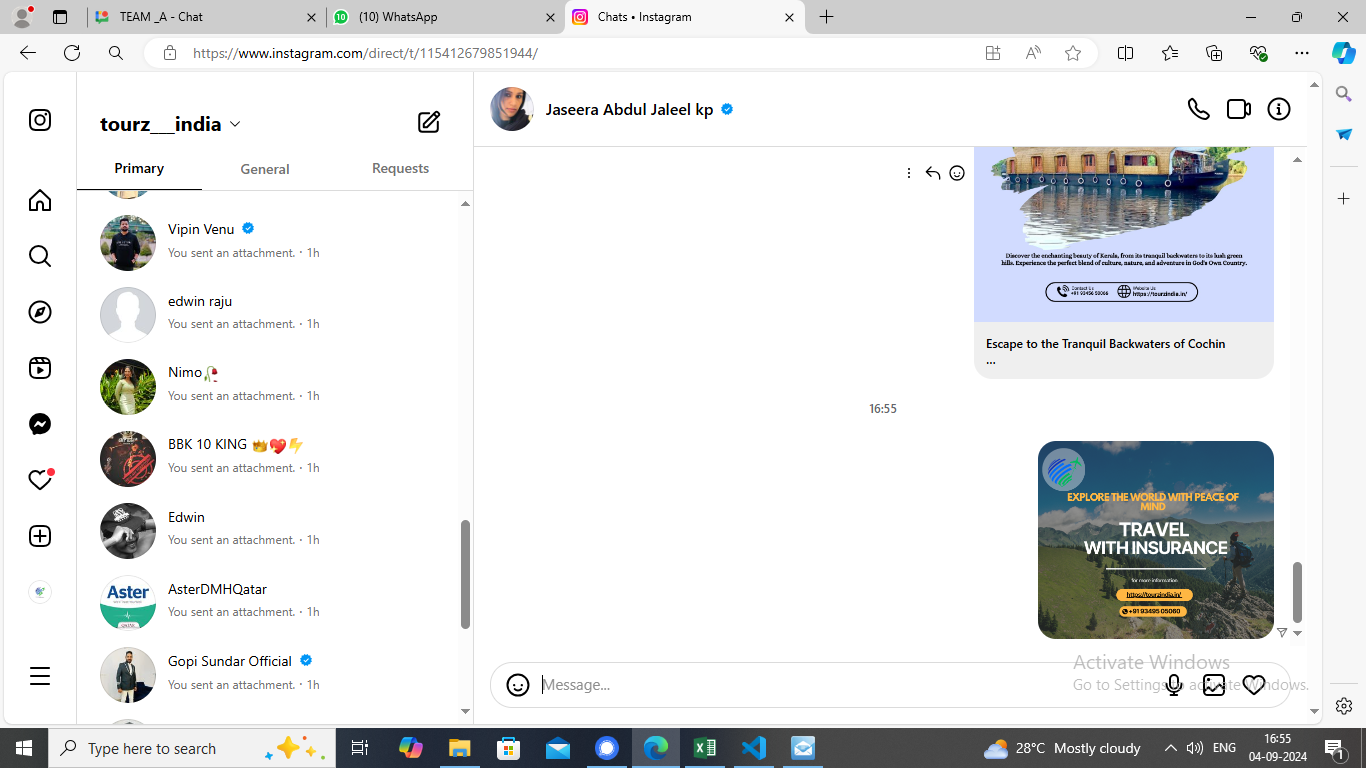 TEAM _A - Chat
(10) WhatsApp
Chats • Instagram
https://www.instagram.com/direct/t/115412679851944/
tourz___india
Primary
General
Requests
Vipin Venu
You sent an attachment. · 1h
edwin raju
You sent an attachment. · 1h
Nimo🥀
You sent an attachment. · 1h
BBK 10 KING 👑💖⚡
You sent an attachment. · 1h
Edwin
You sent an attachment. · 1h
Aster
AsterDMHQatar
You sent an attachment. · 1h
Gopi Sundar Official
You sent an attachment. · 1h
Jaseera Abdul Jaleel kp
Discover the enchanting beauty of Kerala, from its tranquil backwaters to its lush green
hills. Experience the perfect blend of culture, nature, and adventure in God's Own Country.
Contact Us
Website Us
https://tourzindia.in/
Escape to the Tranquil Backwaters of Cochin
...
16:55
EXPLORE THE WORLD WITH PEACE OF
MIND
TRAVEL
WITH INSURANCE
for more information
https://tourzindia.in/
+91 93495 05060
Message...
Activate Windows
Go to Settings to activate Windows.
Type here to search
28°C Mostly cloudy
ENG
16:55
04-09-2024
1